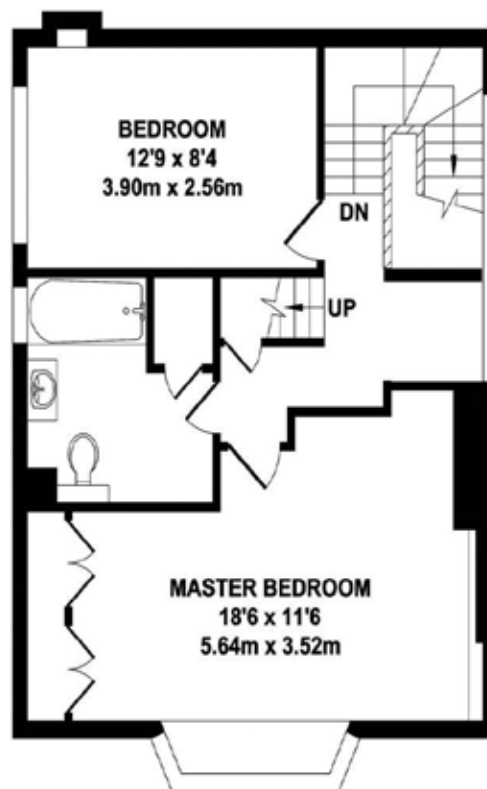 BEDROOM
12'9 x 8'4
3.90m x 2.56m
DN
UP
MASTER BEDROOM
18'6 x 11'6
5.64m x 3.52m